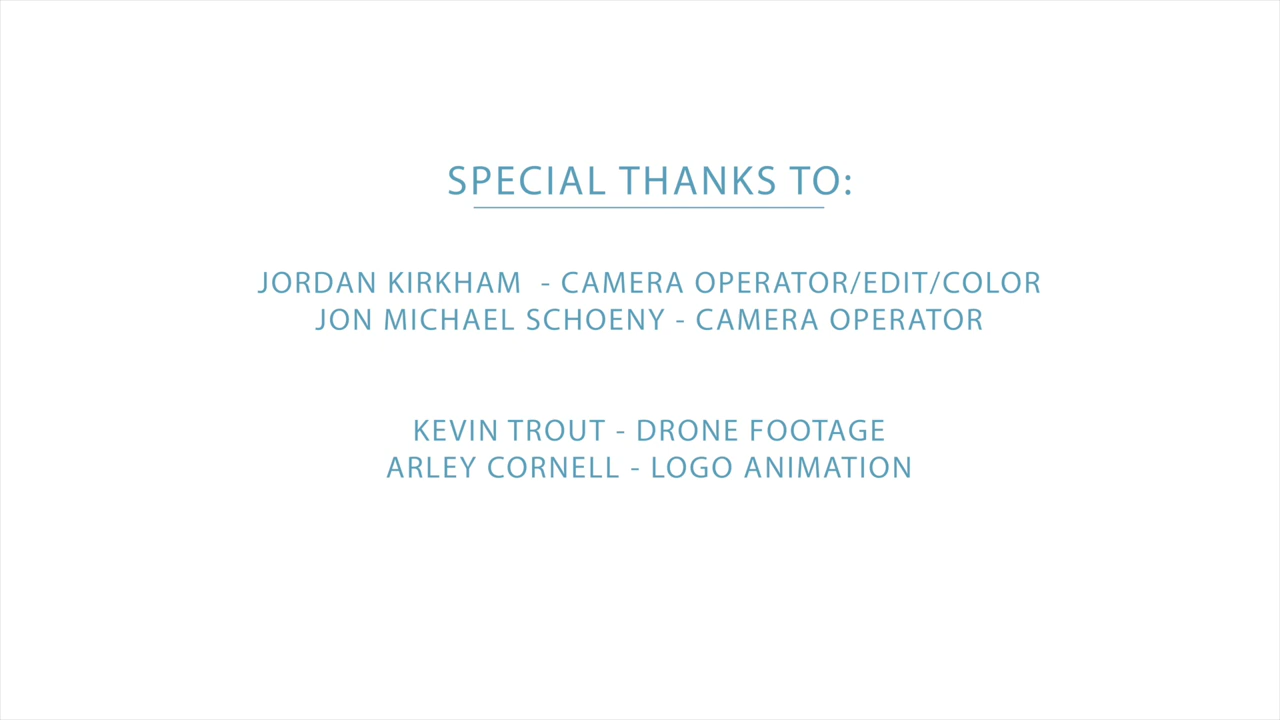 SPECIAL THANKS TO:
JORDAN KIRKHAM  - CAMERA OPERATOR/EDIT/COLOR
JON MICHAEL SCHOENY - CAMERA OPERATOR
KEVIN TROUT - DRONE FOOTAGE
ARLEY CORNELL - LOGO ANIMATION